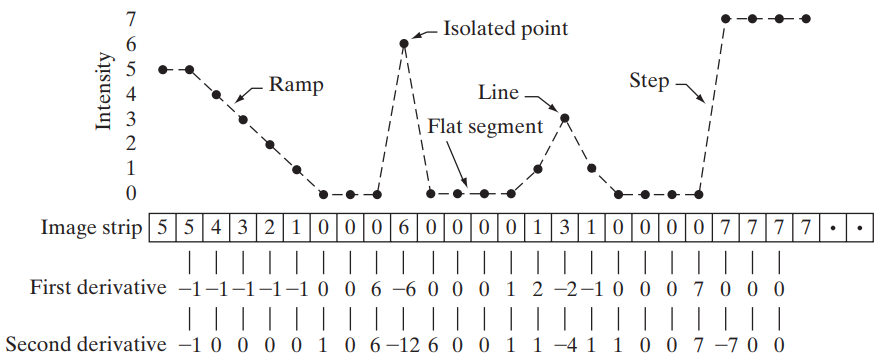 7
Isolated point
6
5
Ramp
Step
4
Line
3
Flat segment
2
1
0
Intensity
Image strip 5 5 4 3 2 1 0 0 0 6 0 0 0 0 1 3 1 0 0 0 0 7 7 7 7 • •
First derivative −1 −1 −1 −1 −1 0 0 6 −6 0 0 0 1 2 −2 −1 0 0 0 7 0 0 0
Second derivative −1 0 0 0 0 1 0 6 −12 6 0 0 1 1 −4 1 1 0 0 7 −7 0 0